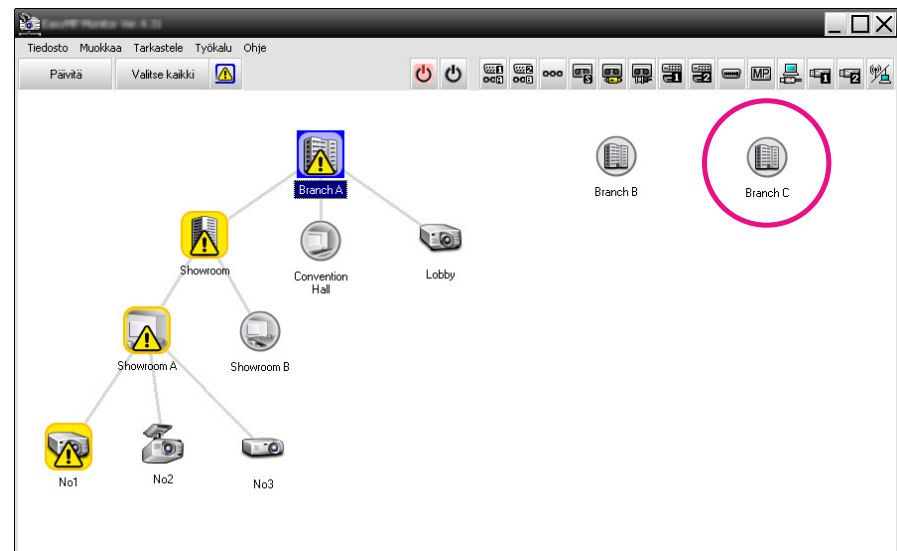 Tiedosto Muokkaa Tarkastele Työkalu Ohje
Päivitä Valitse kaikki MP
Branch A
Branch B
Branch C
Showroom
Convention
Hall
Lobby
Showroom A
Showroom B
No1
No2
No3